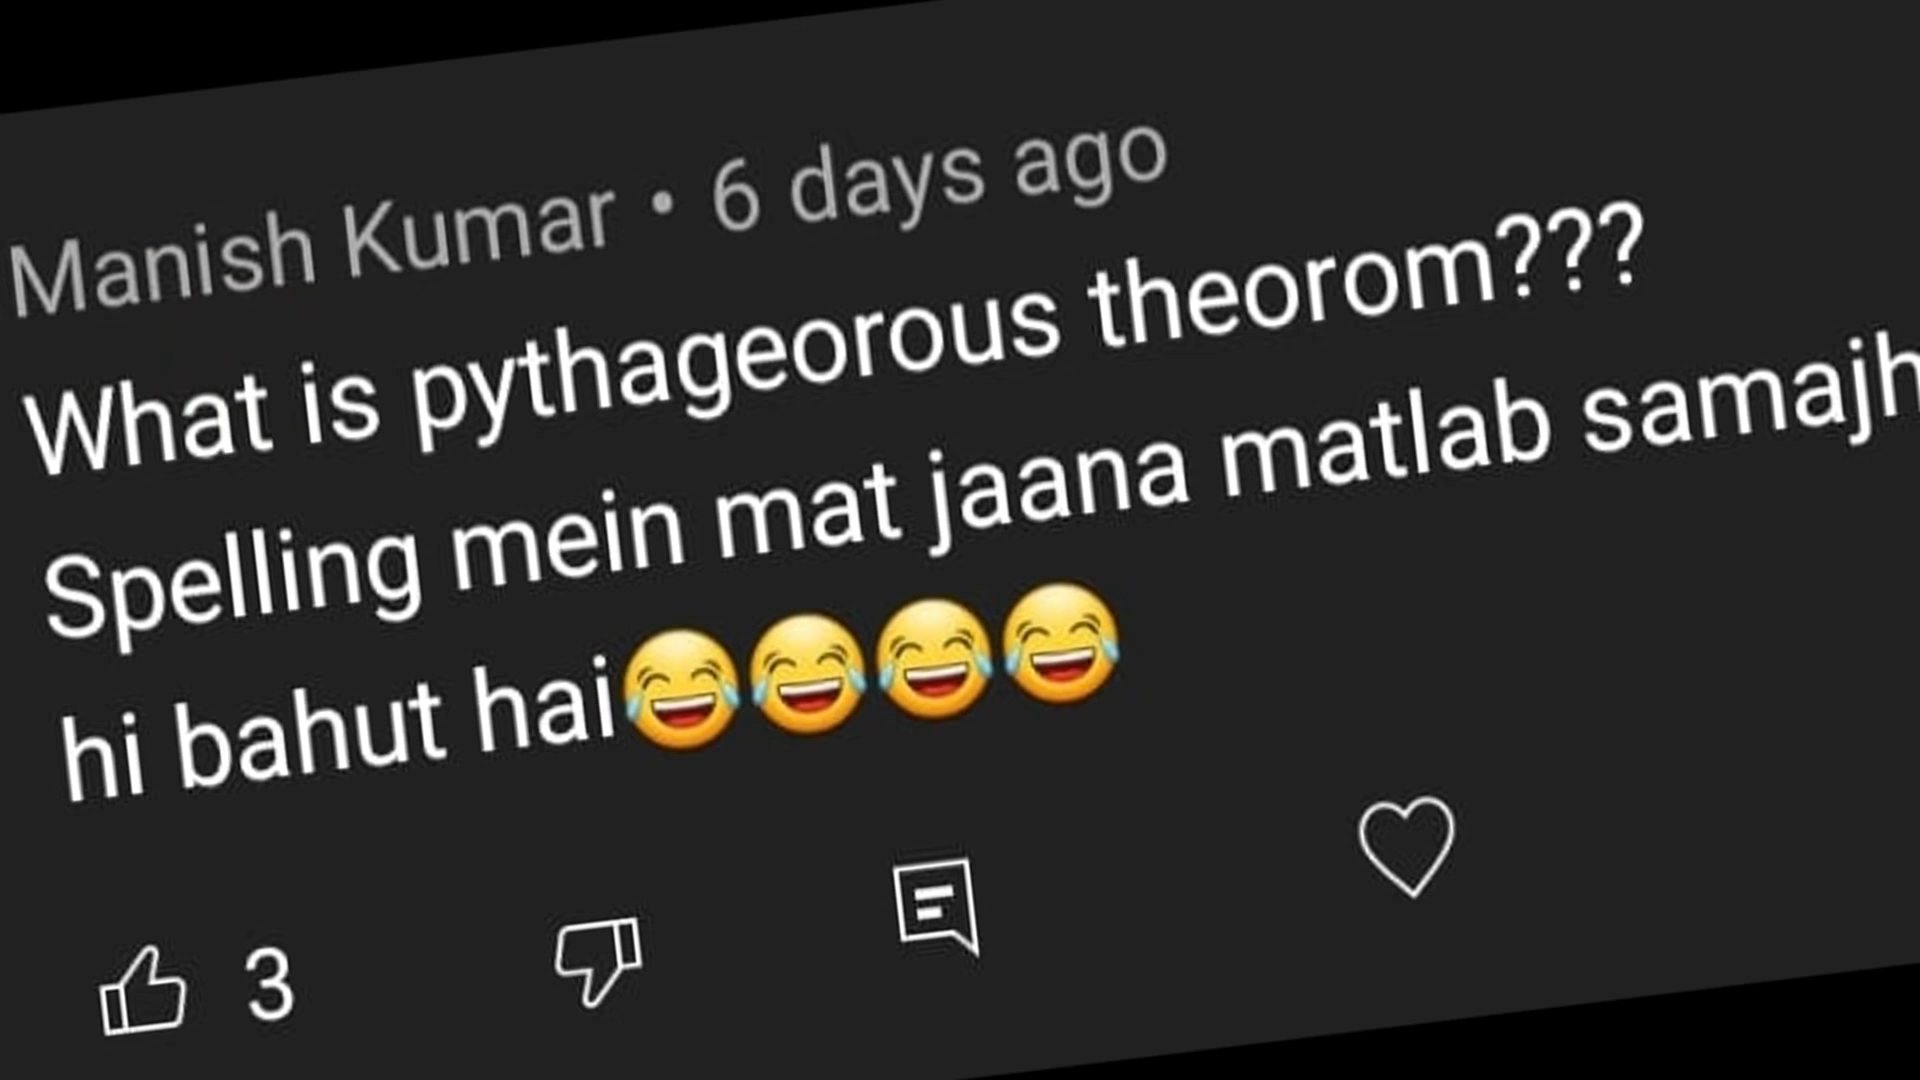 Manish Kumar • 6 days ago
What is pythageorous theorom???
Spelling mein mat jaana matlab samajh
hi bahut hai😂😂😂😂
3